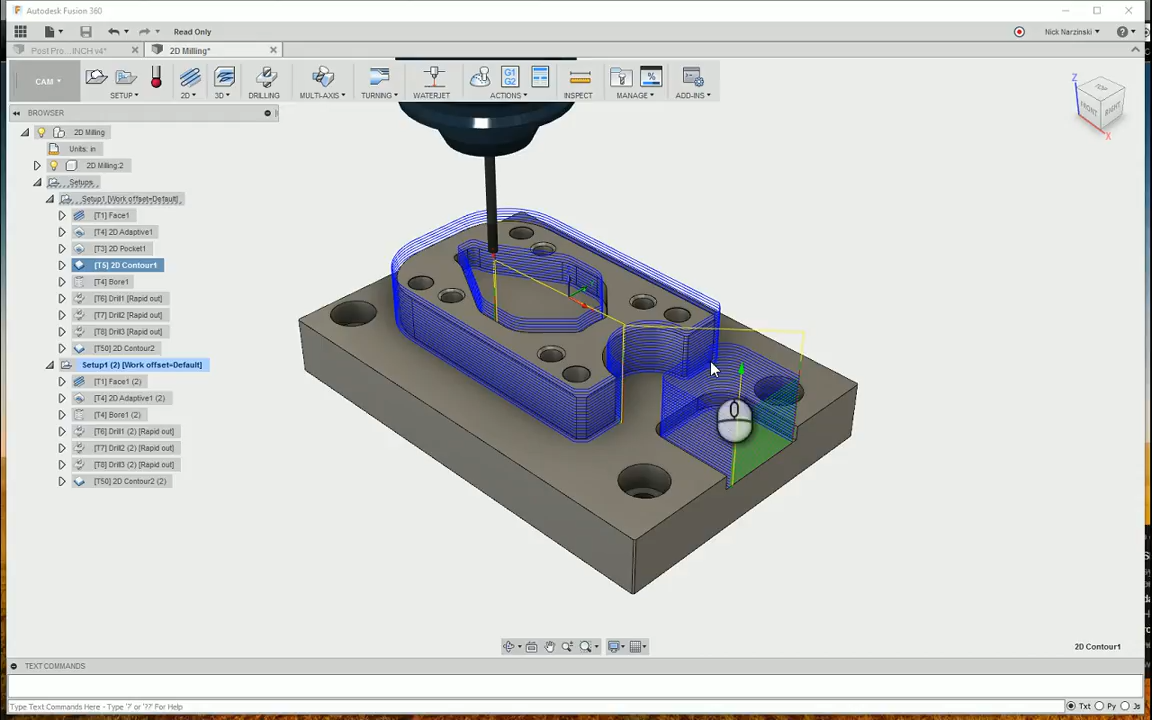 Autodesk Fusion 360
Read Only
Nick Narzinski
Post Pro....INCH v4*
2D Milling*
CAM
SETUP
2D
3D
DRILLING
MULTI-AXIS
TURNING
WATERJET
G1
G2
ACTIONS
INSPECT
%
MANAGE
ADD-INS
BROWSER
2D Milling
Units: in
2D Milling:2
Setups
Setup1 [Work offset=Default]
[T1] Face1
[T4] 2D Adaptive1
[T3] 2D Pocket1
[T5] 2D Contour1
[T4] Bore1
[T6] Drill1 [Rapid out]
[T7] Drill2 [Rapid out]
[T8] Drill3 [Rapid out]
[T50] 2D Contour2
Setup1 (2) [Work offset=Default]
[T1] Face1 (2)
[T4] 2D Adaptive1 (2)
[T4] Bore1 (2)
[T6] Drill1 (2) [Rapid out]
[T7] Drill2 (2) [Rapid out]
[T8] Drill3 (2) [Rapid out]
[T50] 2D Contour2 (2)
Z
FRONT
RIGHT
X
2D Contour1
TEXT COMMANDS
Type Text Commands Here - Type '?' or '??' For Help
Txt
Py
Js